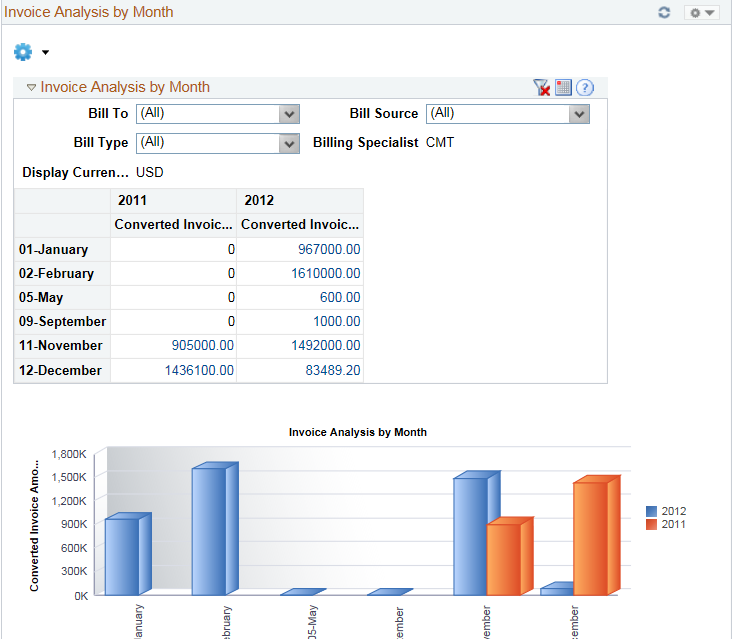 Invoice Analysis by Month
Invoice Analysis by Month
Bill To (All) Bill Source (All)
Bill Type (All) Billing Specialist CMT
Display Curren... USD
2011 2012
Converted Invoic... Converted Invoic...
01-January 0 967000.00
02-February 0 1610000.00
05-May 0 600.00
09-September 0 1000.00
11-November 905000.00 1492000.00
12-December 1436100.00 83489.20
Invoice Analysis by Month
Converted Invoice Amo...
1,800K
1,500K
1,200K
900K
600K
300K
0K
2012
2011
anuary
bruary
05-May
ember
vember
cember